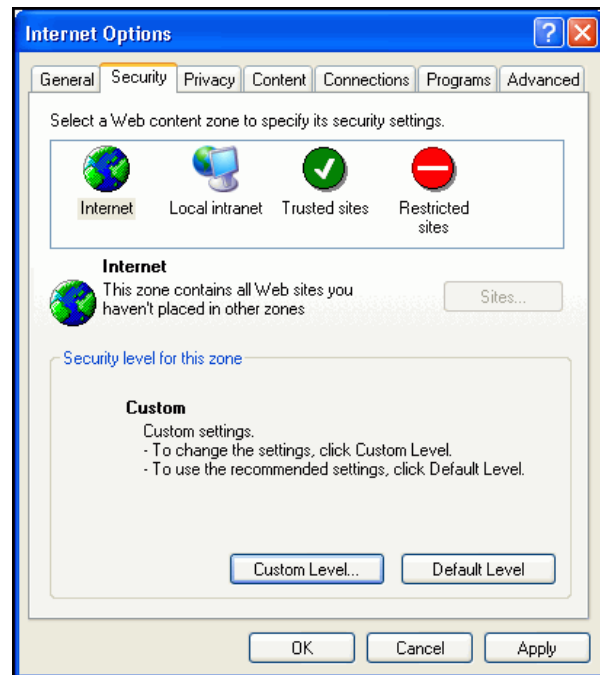 Internet Options
General Security Privacy Content Connections Programs Advanced
Select a Web content zone to specify its security settings.
Internet Local intranet Trusted sites Restricted
sites
Internet
This zone contains all Web sites you
haven't placed in other zones
Sites...
Security level for this zone
Custom
Custom settings.
- To change the settings, click Custom Level.
- To use the recommended settings, click Default Level.
Custom Level... Default Level
OK Cancel Apply